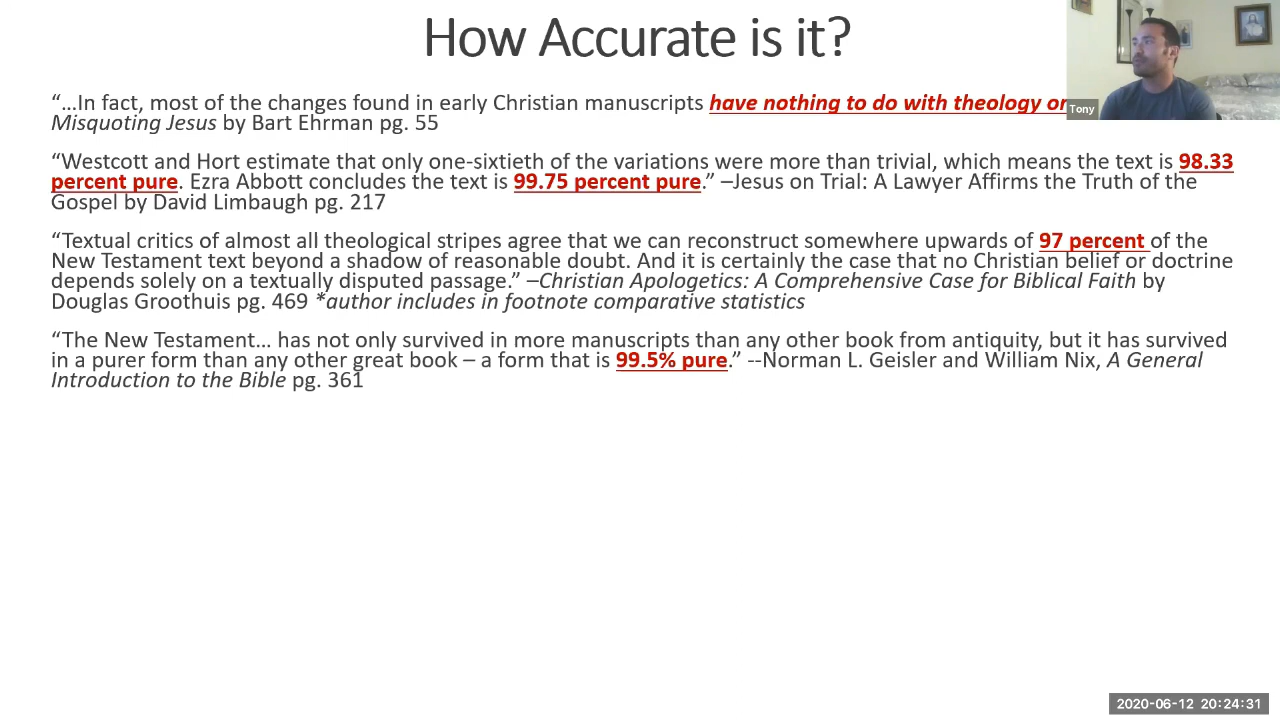 How Accurate is it?
“…In fact, most of the changes found in early Christian manuscripts have nothing to do with theology or
Misquoting Jesus by Bart Ehrman pg. 55
“Westcott and Hort estimate that only one-sixtieth of the variations were more than trivial, which means the text is 98.33
percent pure. Ezra Abbott concludes the text is 99.75 percent pure.” –Jesus on Trial: A Lawyer Affirms the Truth of the
Gospel by David Limbaugh pg. 217
“Textual critics of almost all theological stripes agree that we can reconstruct somewhere upwards of 97 percent of the
New Testament text beyond a shadow of reasonable doubt. And it is certainly the case that no Christian belief or doctrine
depends solely on a textually disputed passage.” –Christian Apologetics: A Comprehensive Case for Biblical Faith by
Douglas Groothuis pg. 469 *author includes in footnote comparative statistics
“The New Testament… has not only survived in more manuscripts than any other book from antiquity, but it has survived
in a purer form than any other great book – a form that is 99.5% pure.” --Norman L. Geisler and William Nix, A General
Introduction to the Bible pg. 361
Tony
2020-06-12 20:24:31